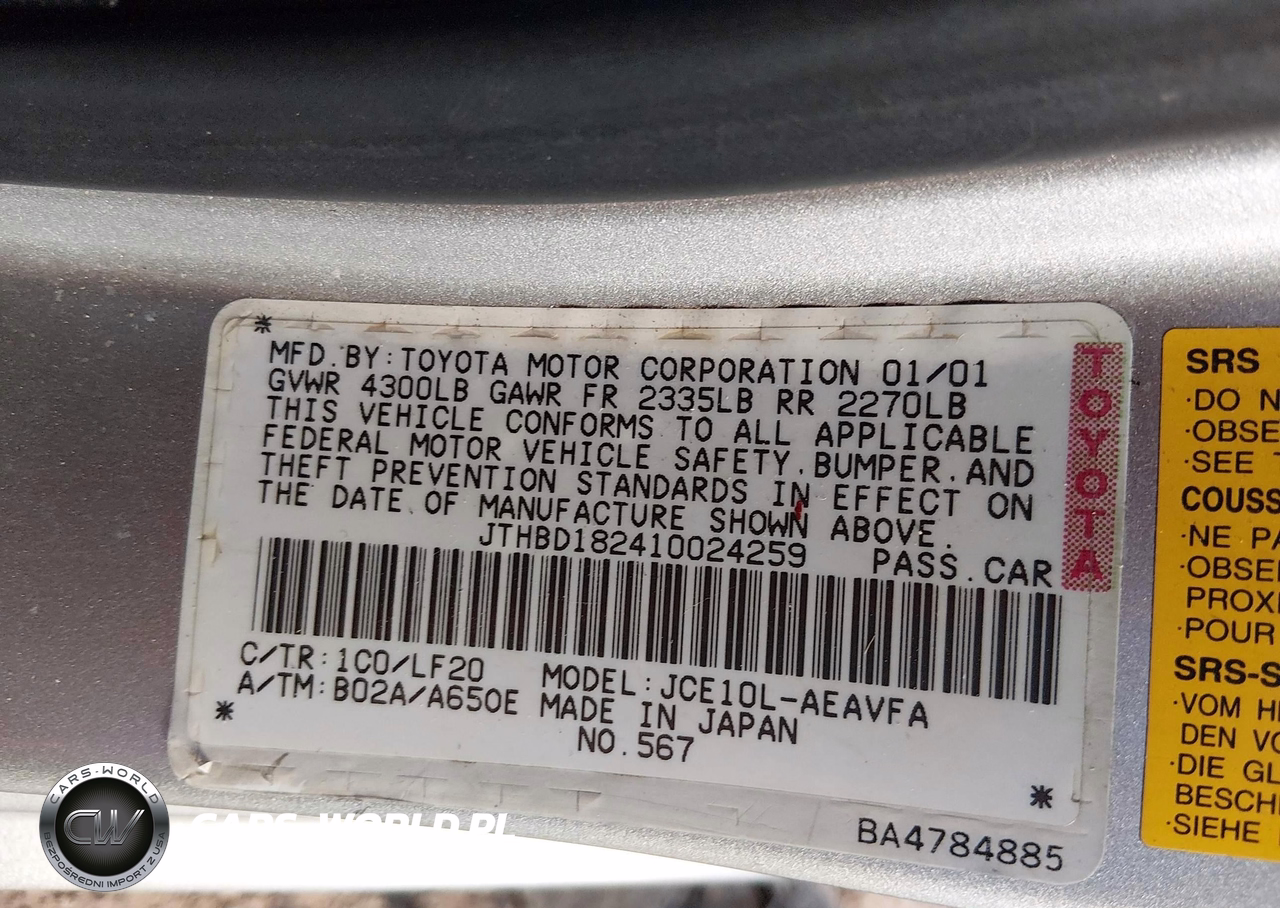 *
MFD.BY:TOYOTA MOTOR CORPORATION 01/01
GVWR 4300LB GAWR FR 2335LB RR 2270LB
THIS VEHICLE CONFORMS TO ALL APPLICABLE
FEDERAL MOTOR VEHICLE SAFETY,BUMPER,AND
THEFT PREVENTION STANDARDS IN EFFECT ON
THE DATE OF MANUFACTURE SHOWN ABOVE.
JTHBD182410024259 PASS.CAR
C/TR:1C0/LF20 MODEL:JCE10L-AEAVFA
A/TM:B02A/A650E MADE IN JAPAN
* NO.567
*
BA4784885
TOYOTA
SRS
·DO N
·OBSE
·SEE
COUSS
·NE PA
·OBSE
PROXI
·POUR
SRS-S
·VOM HE
DEN VO
·DIE GL
BESCH
·SIEHE
CARS-WORLD
CW
BEZPOŚREDNI IMPORT Z USA
CARS-WORLD.PL